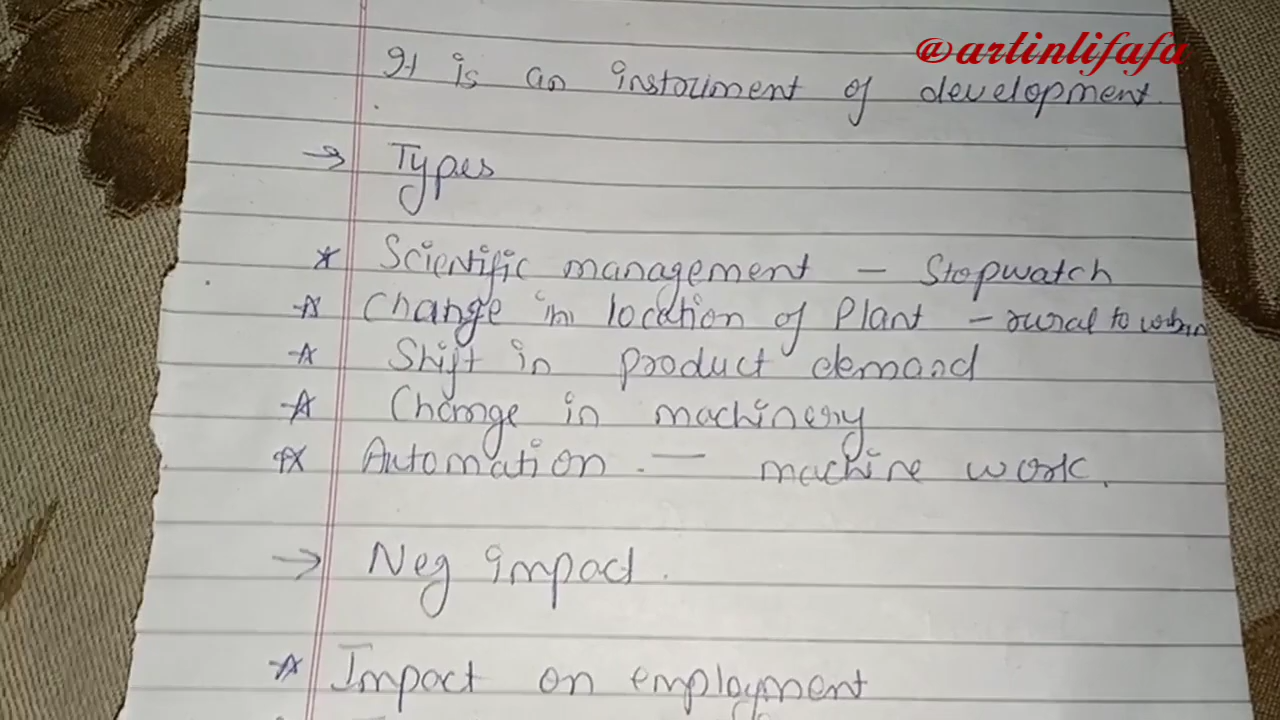 @artinlifafa
It is an instrument of development.
→ Types
* Scientific management - Stopwatch
* Change in location of Plant - rural to urban
* Shift in product demand
* Change in machinery
* Automation. - machine work.
→ Neg impact.
* Impact on employment